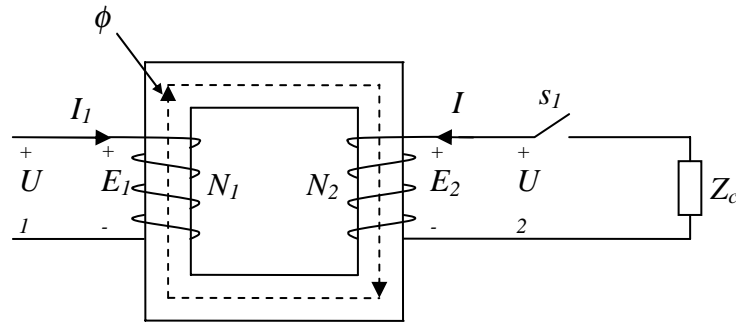 ϕ
I1 I s1
+ + + +
U E1 N1 N2 E2 U Zc
1 - - 2